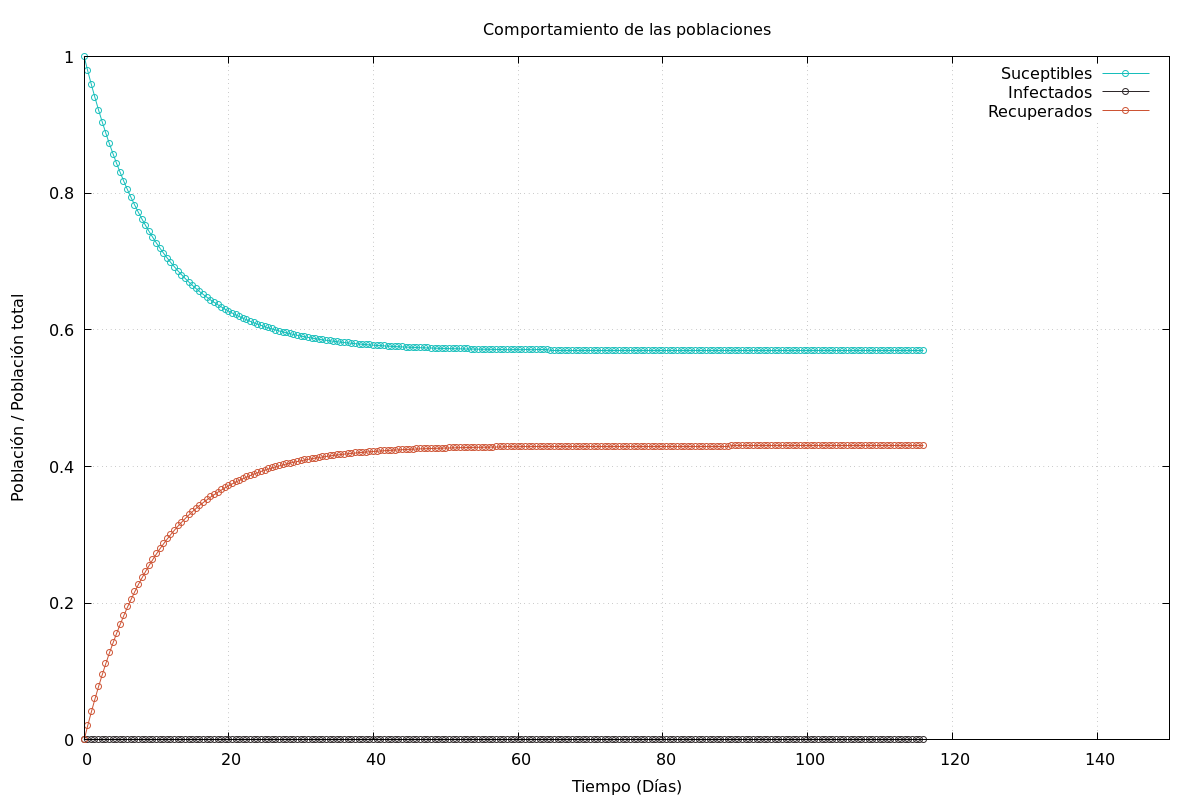 Comportamiento de las poblaciones
Suceptibles
Infectados
Recuperados
1
0.8
0.6
0.4
0.2
0
Población / Población total
0 20 40 60 80 100 120 140
Tiempo (Días)